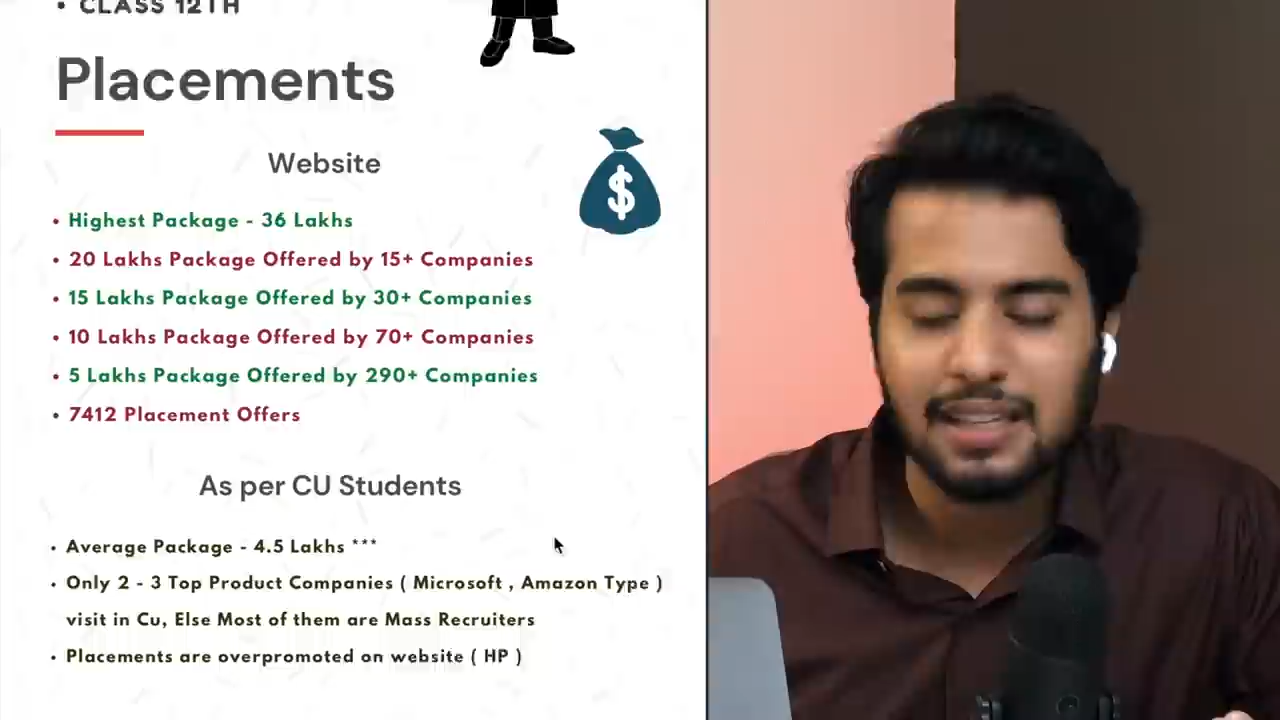 • CLASS 12TH
Placements
Website
• Highest Package - 36 Lakhs
• 20 Lakhs Package Offered by 15+ Companies
• 15 Lakhs Package Offered by 30+ Companies
• 10 Lakhs Package Offered by 70+ Companies
• 5 Lakhs Package Offered by 290+ Companies
• 7412 Placement Offers
As per CU Students
• Average Package - 4.5 Lakhs ***
• Only 2 - 3 Top Product Companies ( Microsoft , Amazon Type )
visit in Cu, Else Most of them are Mass Recruiters
• Placements are overpromoted on website ( HP )
$